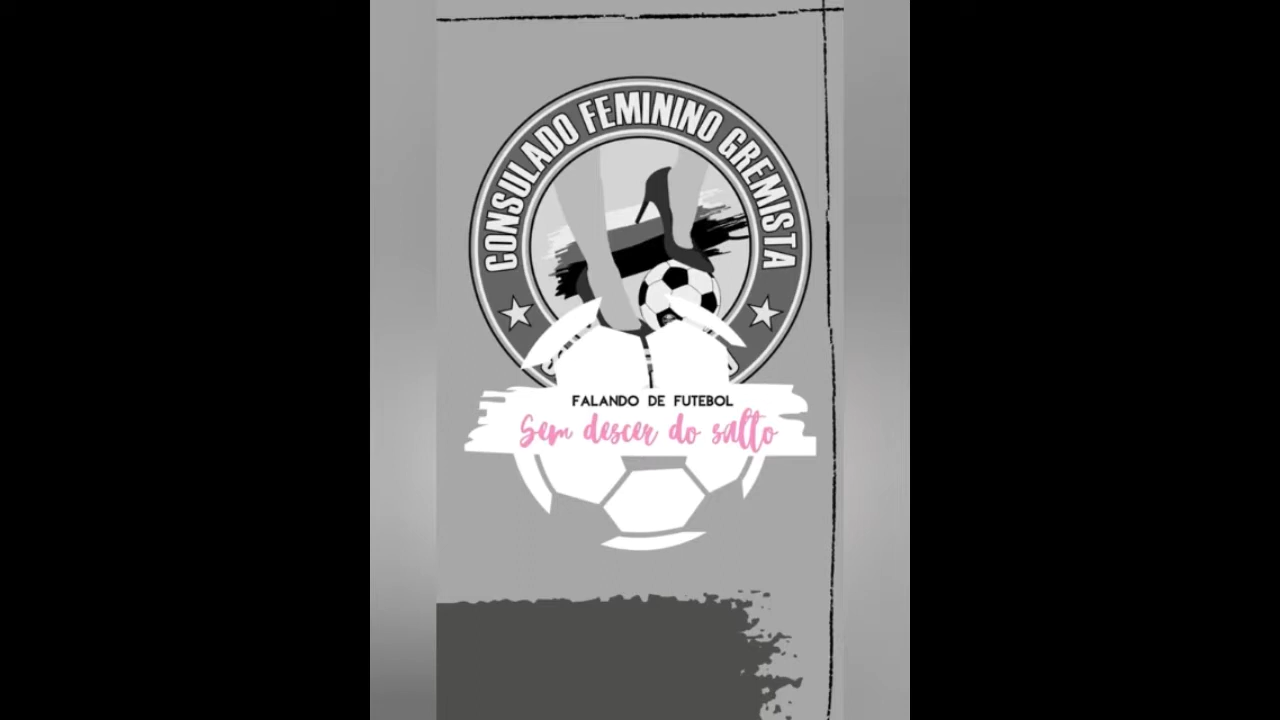 CONSULADO FEMININO GREMISTA
FALANDO DE FUTEBOL
Sem descer do salto